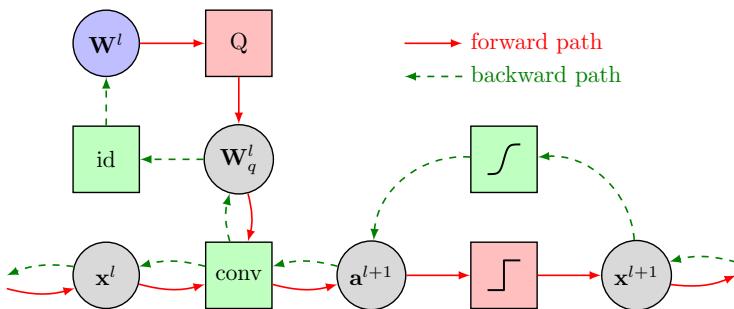 W^l
Q
forward path
backward path
id
W_q^l
x^l
conv
a^{l+1}
x^{l+1}